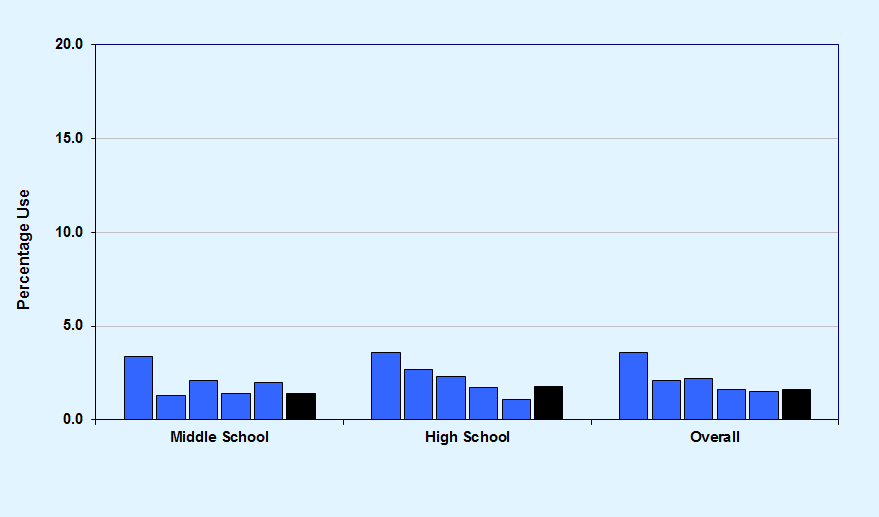 20.0
15.0
10.0
5.0
0.0
Percentage Use
Middle School
High School
Overall